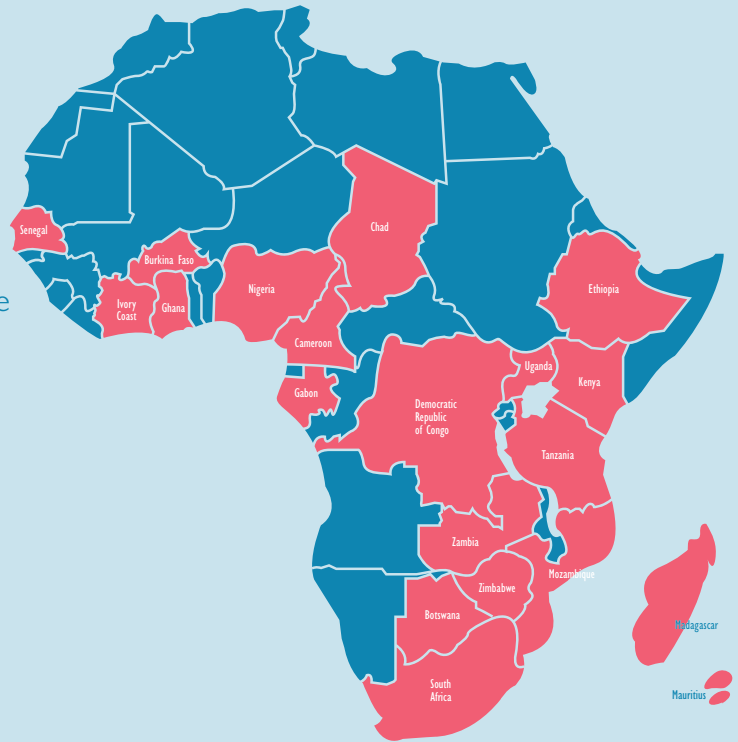 Senegal
Chad
Burkina Faso
Nigeria
Ethiopia
Ivory
Coast
Ghana
Cameroon
Uganda
Kenya
Gabon
Democratic
Republic
of Congo
Tanzania
Zambia
Mozambique
Zimbabwe
Botswana
Madagascar
South
Africa
Mauritius